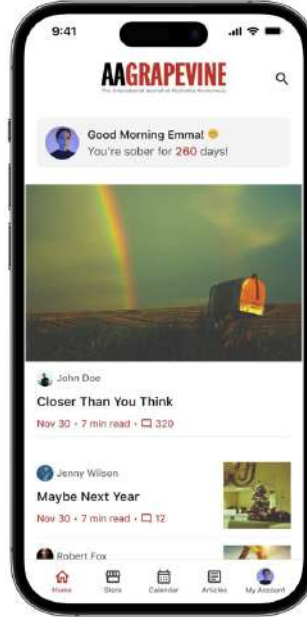 9:41
AAGRAPEVINE
The International Journal of Alcoholics Anonymous
Good Morning Emma!
You're sober for 260 days!
John Doe
Closer Than You Think
Nov 30 • 7 min read • 320
Jenny Wilson
Maybe Next Year
Nov 30 • 7 min read • 12
Robert Fox
Home
Store
Calendar
Articles
My Account